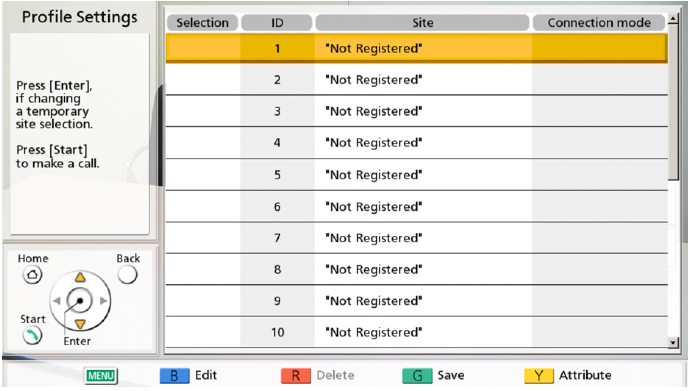 Profile Settings
Press [Enter],
if changing
a temporary
site selection.
Press [Start]
to make a call.
Home
Back
Start
Enter
Selection ID Site Connection mode
1 "Not Registered"
2 "Not Registered"
3 "Not Registered"
4 "Not Registered"
5 "Not Registered"
6 "Not Registered"
7 "Not Registered"
8 "Not Registered"
9 "Not Registered"
10 "Not Registered"
MENU B Edit R Delete G Save Y Attribute